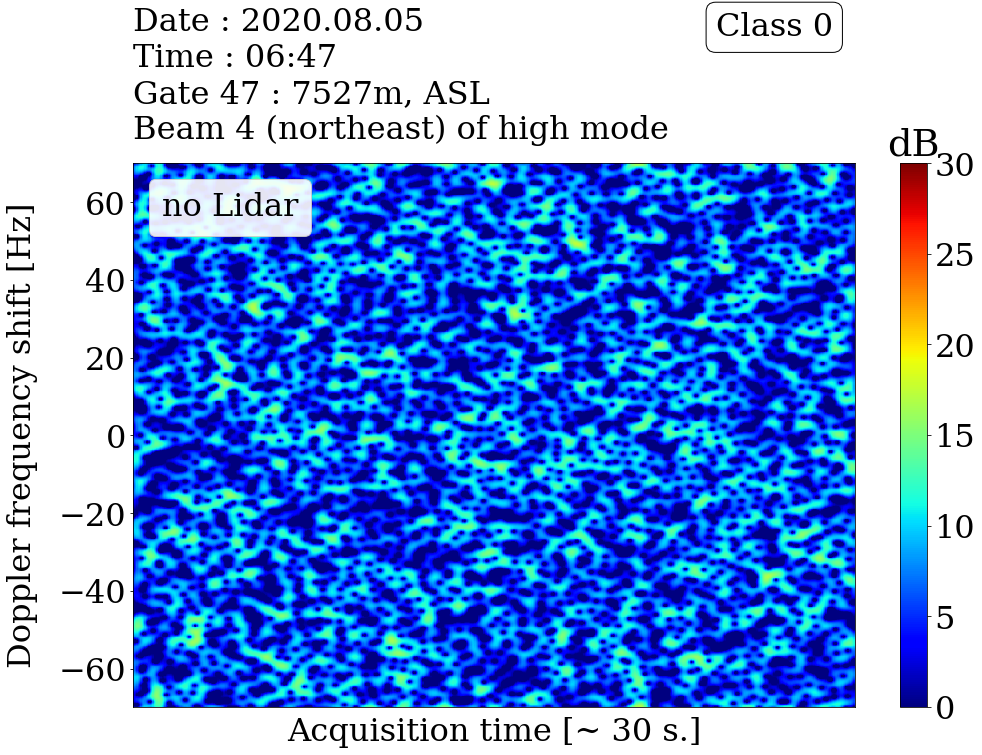 Date : 2020.08.05
Time : 06:47
Gate 47 : 7527m, ASL
Beam 4 (northeast) of high mode
Class 0
dB
no Lidar
Doppler frequency shift [Hz]
60
40
20
0
−20
−40
−60
30
25
20
15
10
5
0
Acquisition time [~ 30 s.]